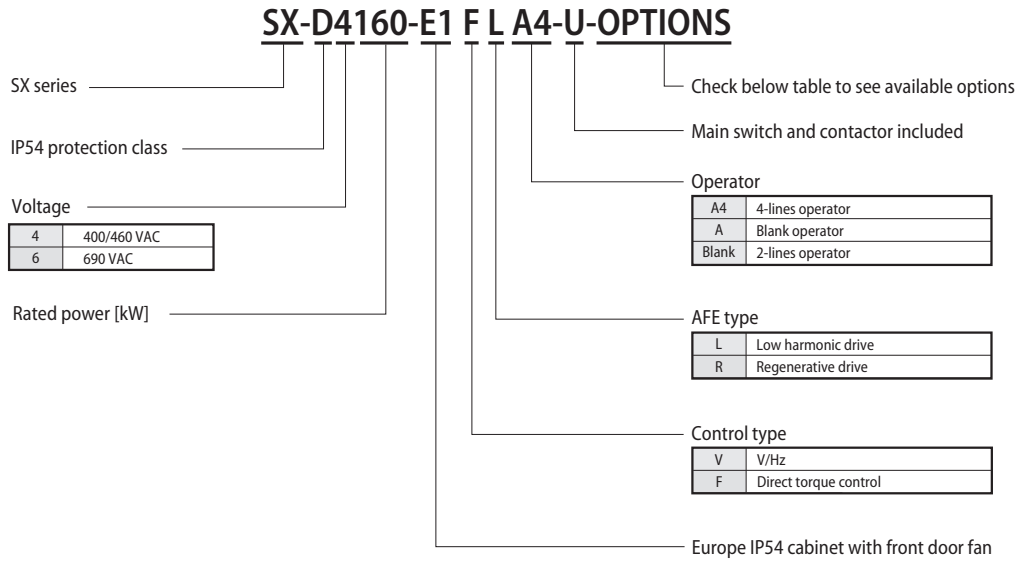 SX-D4160-E1 F L A4-U-OPTIONS
SX series
Check below table to see available options
Main switch and contactor included
IP54 protection class
Operator
A4 4-lines operator
A Blank operator
Blank 2-lines operator
Voltage
4 400/460 VAC
6 690 VAC
Rated power [kW]
AFE type
L Low harmonic drive
R Regenerative drive
Control type
V V/Hz
F Direct torque control
Europe IP54 cabinet with front door fan